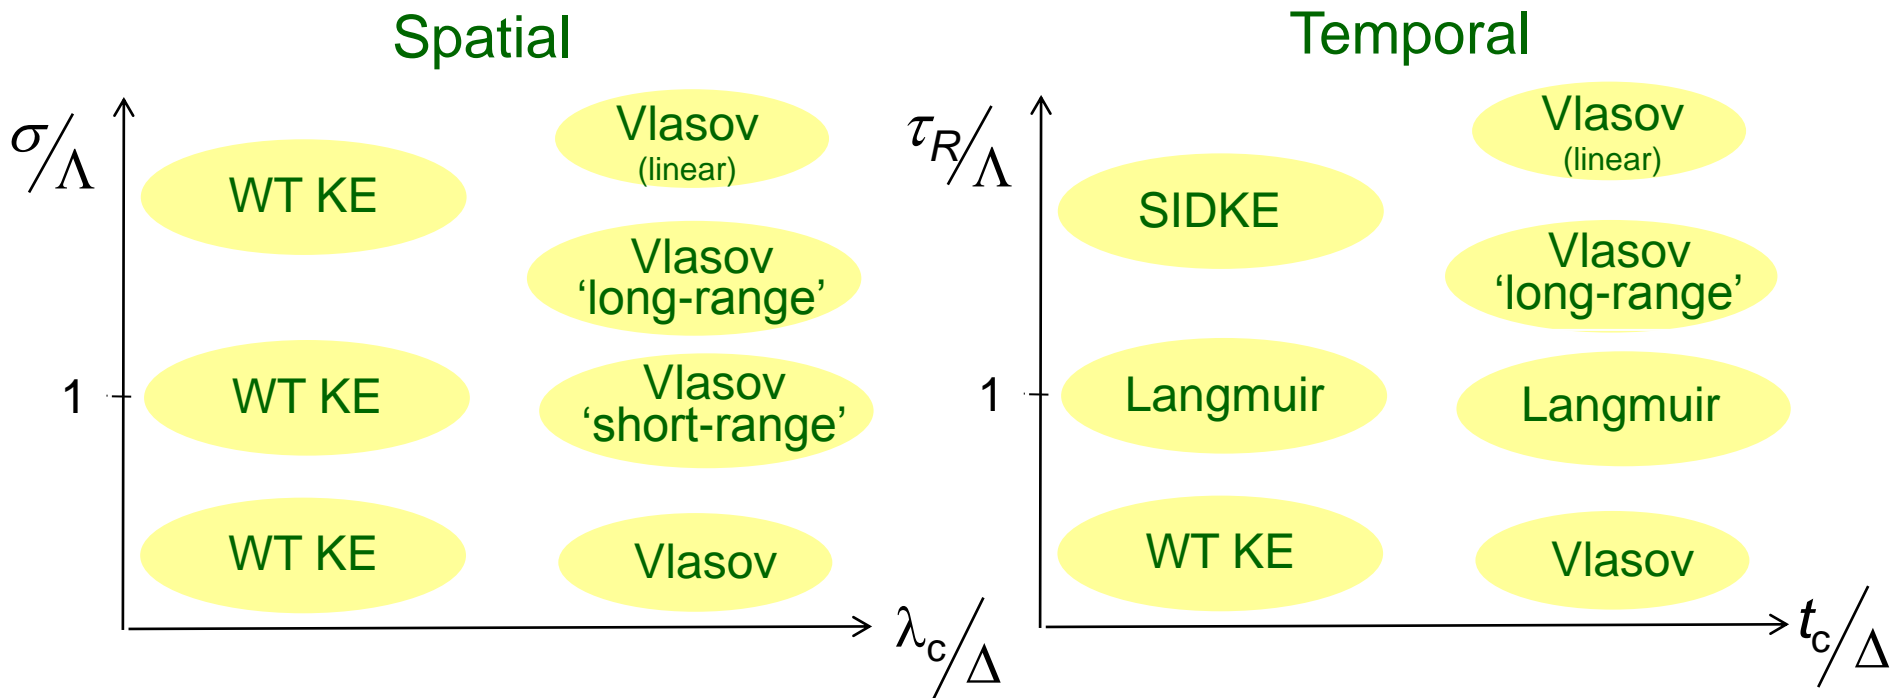 Spatial
σ/Λ
Vlasov
(linear)
WT KE
Vlasov
‘long-range’
1
WT KE
Vlasov
‘short-range’
WT KE
Vlasov
λc/Δ
Temporal
τR/Λ
Vlasov
(linear)
SIDKE
Vlasov
‘long-range’
1
Langmuir
Langmuir
WT KE
Vlasov
tc/Δ